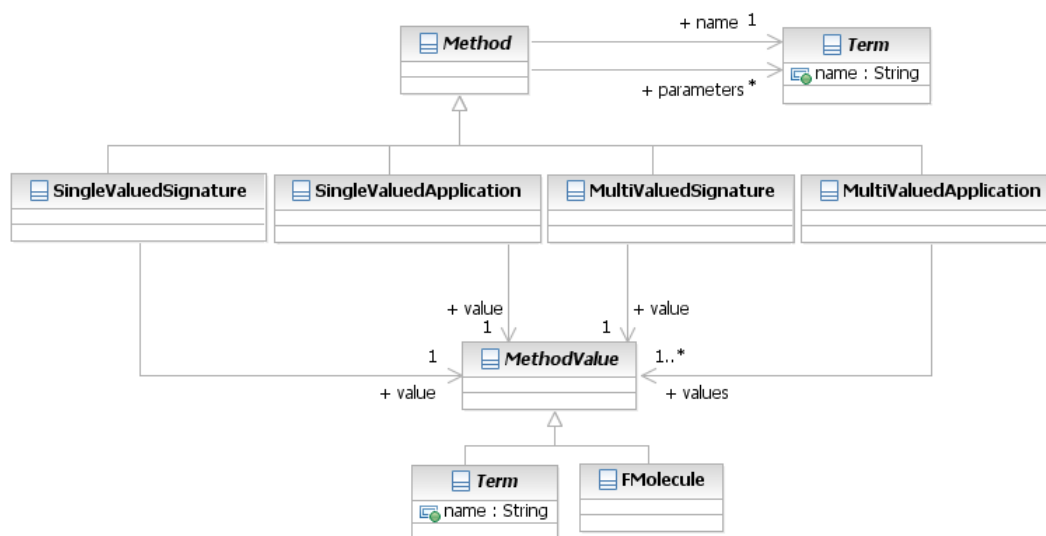 + name 1
Method
Term
name : String
+ parameters *
SingleValuedSignature
SingleValuedApplication
MultiValuedSignature
MultiValuedApplication
+ value
+ value
1
1
1
MethodValue
1..*
+ value
+ values
Term
FMolecule
name : String